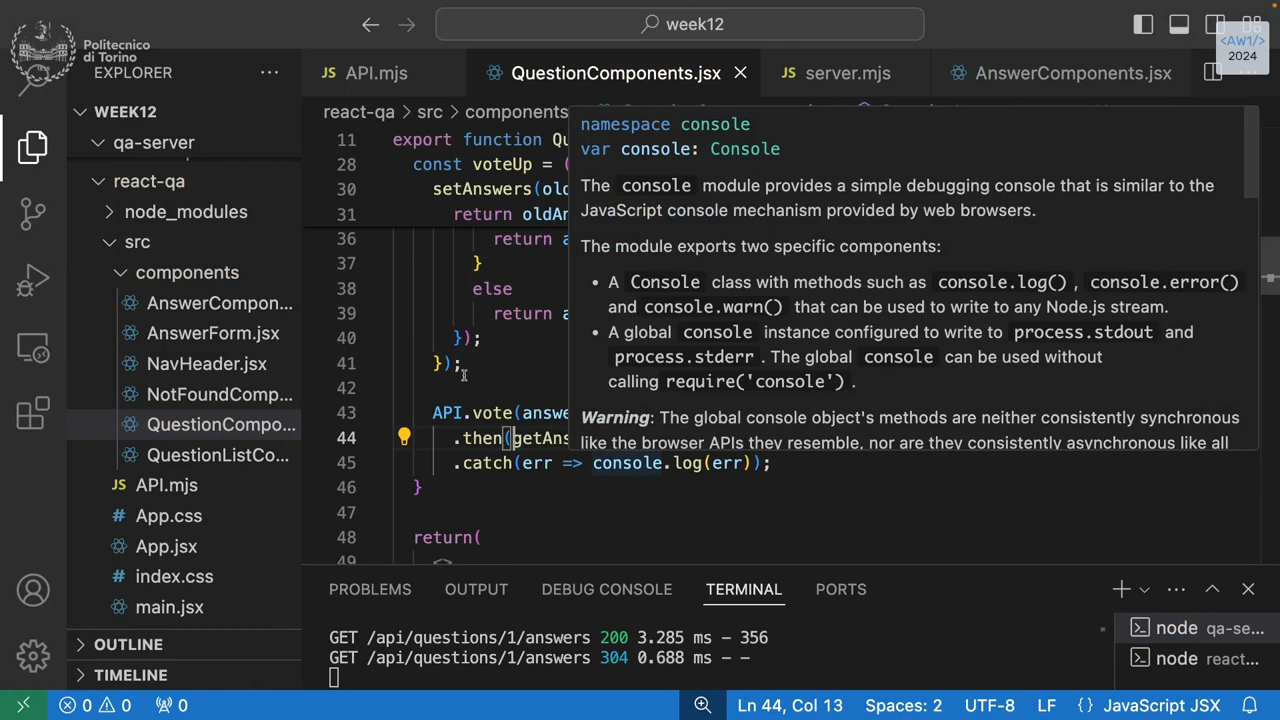 Politecnico
di Torino
week12
<AW1/>
2024
EXPLORER
API.mjs
QuestionComponents.jsx
server.mjs
AnswerComponents.jsx
WEEK12
qa-server
react-qa
node_modules
src
components
AnswerCompon...
AnswerForm.jsx
NavHeader.jsx
NotFoundComp...
QuestionCompo...
QuestionListCo...
API.mjs
App.css
App.jsx
index.css
main.jsx
OUTLINE
TIMELINE
react-qa > src > components
11 export function Qu
28 const voteUp = (
30 setAnswers(old
31 return oldAn
36 return a
37 }
38 else
39 return a
40 });
41 });
42
43 API.vote(answe
44 .then(getAns
45 .catch(err => console.log(err));
46 }
47
48 return(
49 <>
namespace console
var console: Console
The console module provides a simple debugging console that is similar to the
JavaScript console mechanism provided by web browsers.
The module exports two specific components:
• A Console class with methods such as console.log() , console.error()
and console.warn() that can be used to write to any Node.js stream.
• A global console instance configured to write to process.stdout and
process.stderr . The global console can be used without
calling require('console') .
Warning: The global console object's methods are neither consistently synchronous
like the browser APIs they resemble, nor are they consistently asynchronous like all
PROBLEMS
OUTPUT
DEBUG CONSOLE
TERMINAL
PORTS
GET /api/questions/1/answers 200 3.285 ms - 356
GET /api/questions/1/answers 304 0.688 ms - -
node qa-se...
node react...
0 0
0
Ln 44, Col 13
Spaces: 2
UTF-8
LF
{} JavaScript JSX